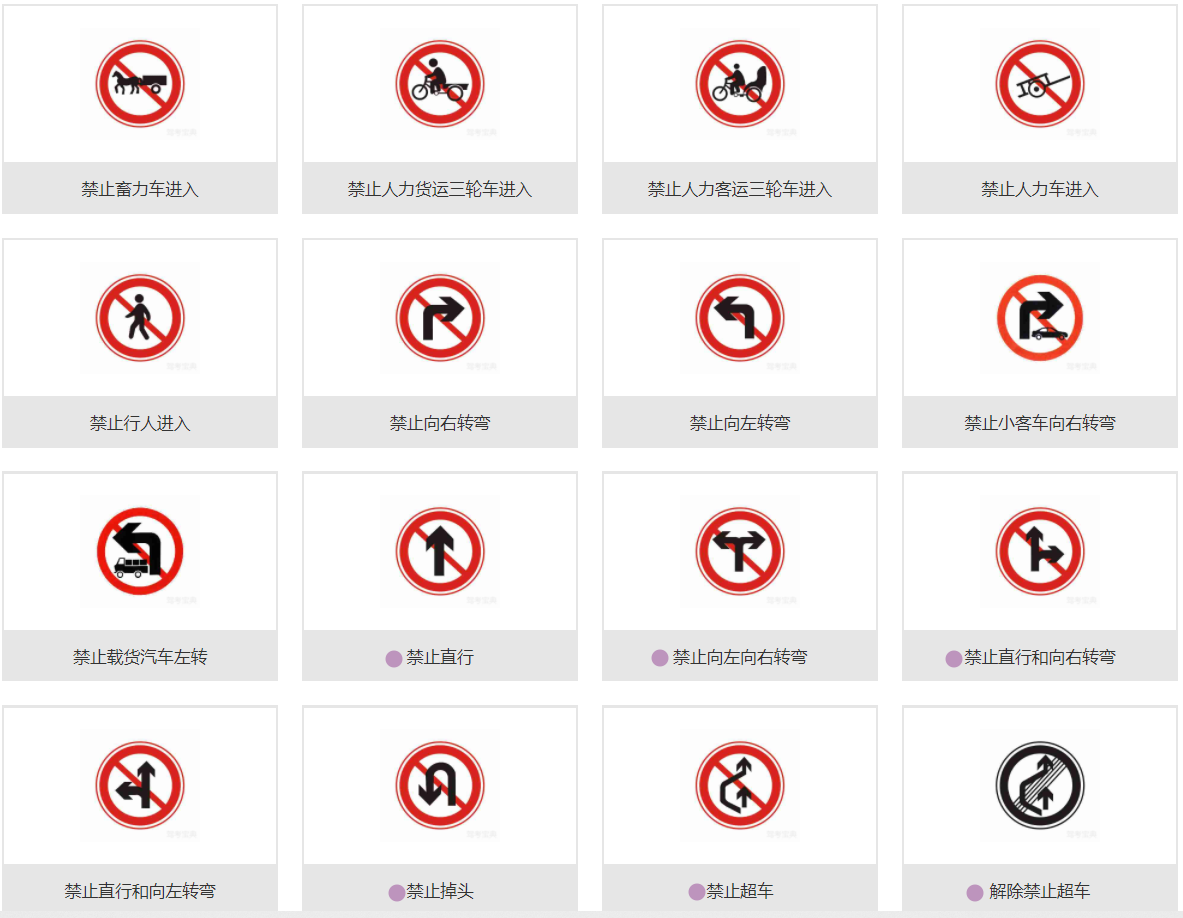 禁止畜力车进入
禁止人力货运三轮车进入
禁止人力客运三轮车进入
禁止人力车进入
禁止行人进入
禁止向右转弯
禁止向左转弯
禁止小客车向右转弯
禁止载货汽车左转
禁止直行
禁止向左向右转弯
禁止直行和向右转弯
禁止直行和向左转弯
禁止掉头
禁止超车
解除禁止超车